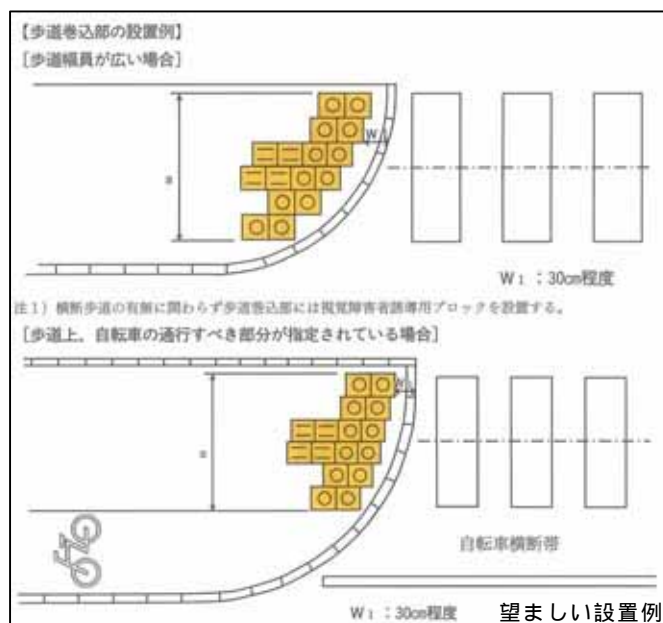 【歩道巻込部の設置例】
[歩道幅員が広い場合]
W
W₁：30㎝程度
注1）横断歩道の有無に関わらず歩道巻込部には視覚障害者誘導用ブロックを設置する。
[歩道上，自転車の通行すべき部分が指定されている場合]
W
自転車横断帯
W₁：30㎝程度
望ましい設置例